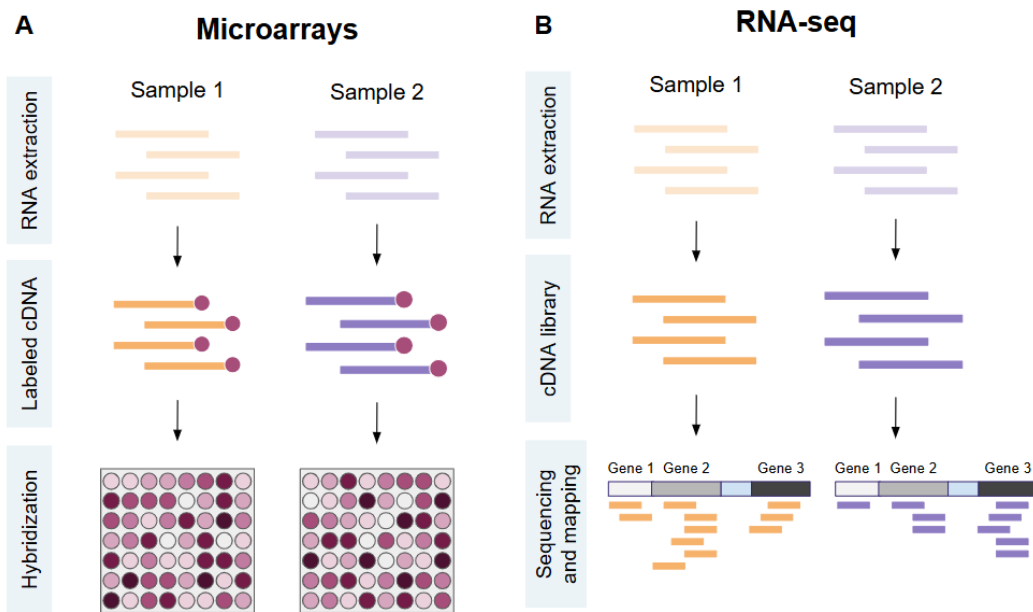 A
Microarrays
Sample 1
Sample 2
RNA extraction
Labeled cDNA
Hybridization
B
RNA-seq
Sample 1
Sample 2
RNA extraction
cDNA library
Sequencing
and mapping
Gene 1 Gene 2 Gene 3
Gene 1 Gene 2 Gene 3